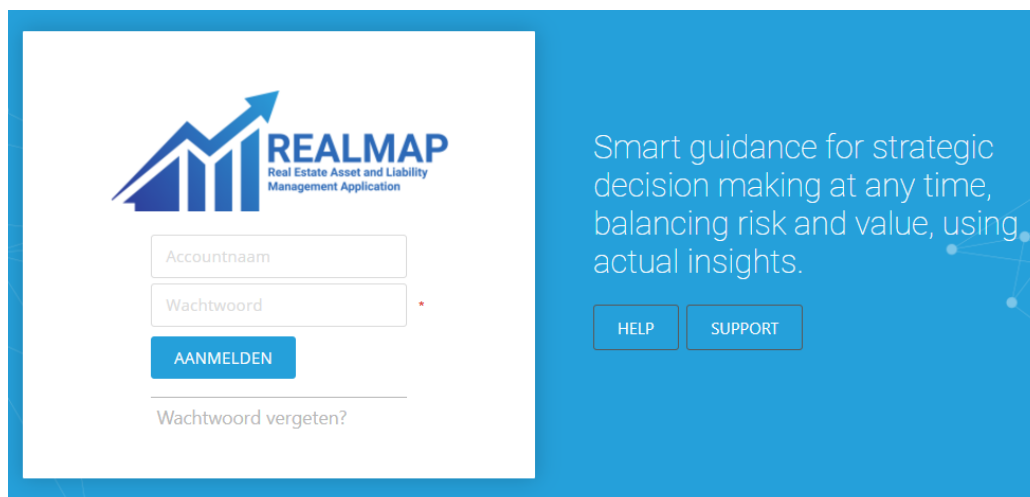 REALMAP
Real Estate Asset and Liability
Management Application
Accountnaam
Wachtwoord
*
AANMELDEN
Wachtwoord vergeten?
Smart guidance for strategic
decision making at any time,
balancing risk and value, using
actual insights.
HELP
SUPPORT